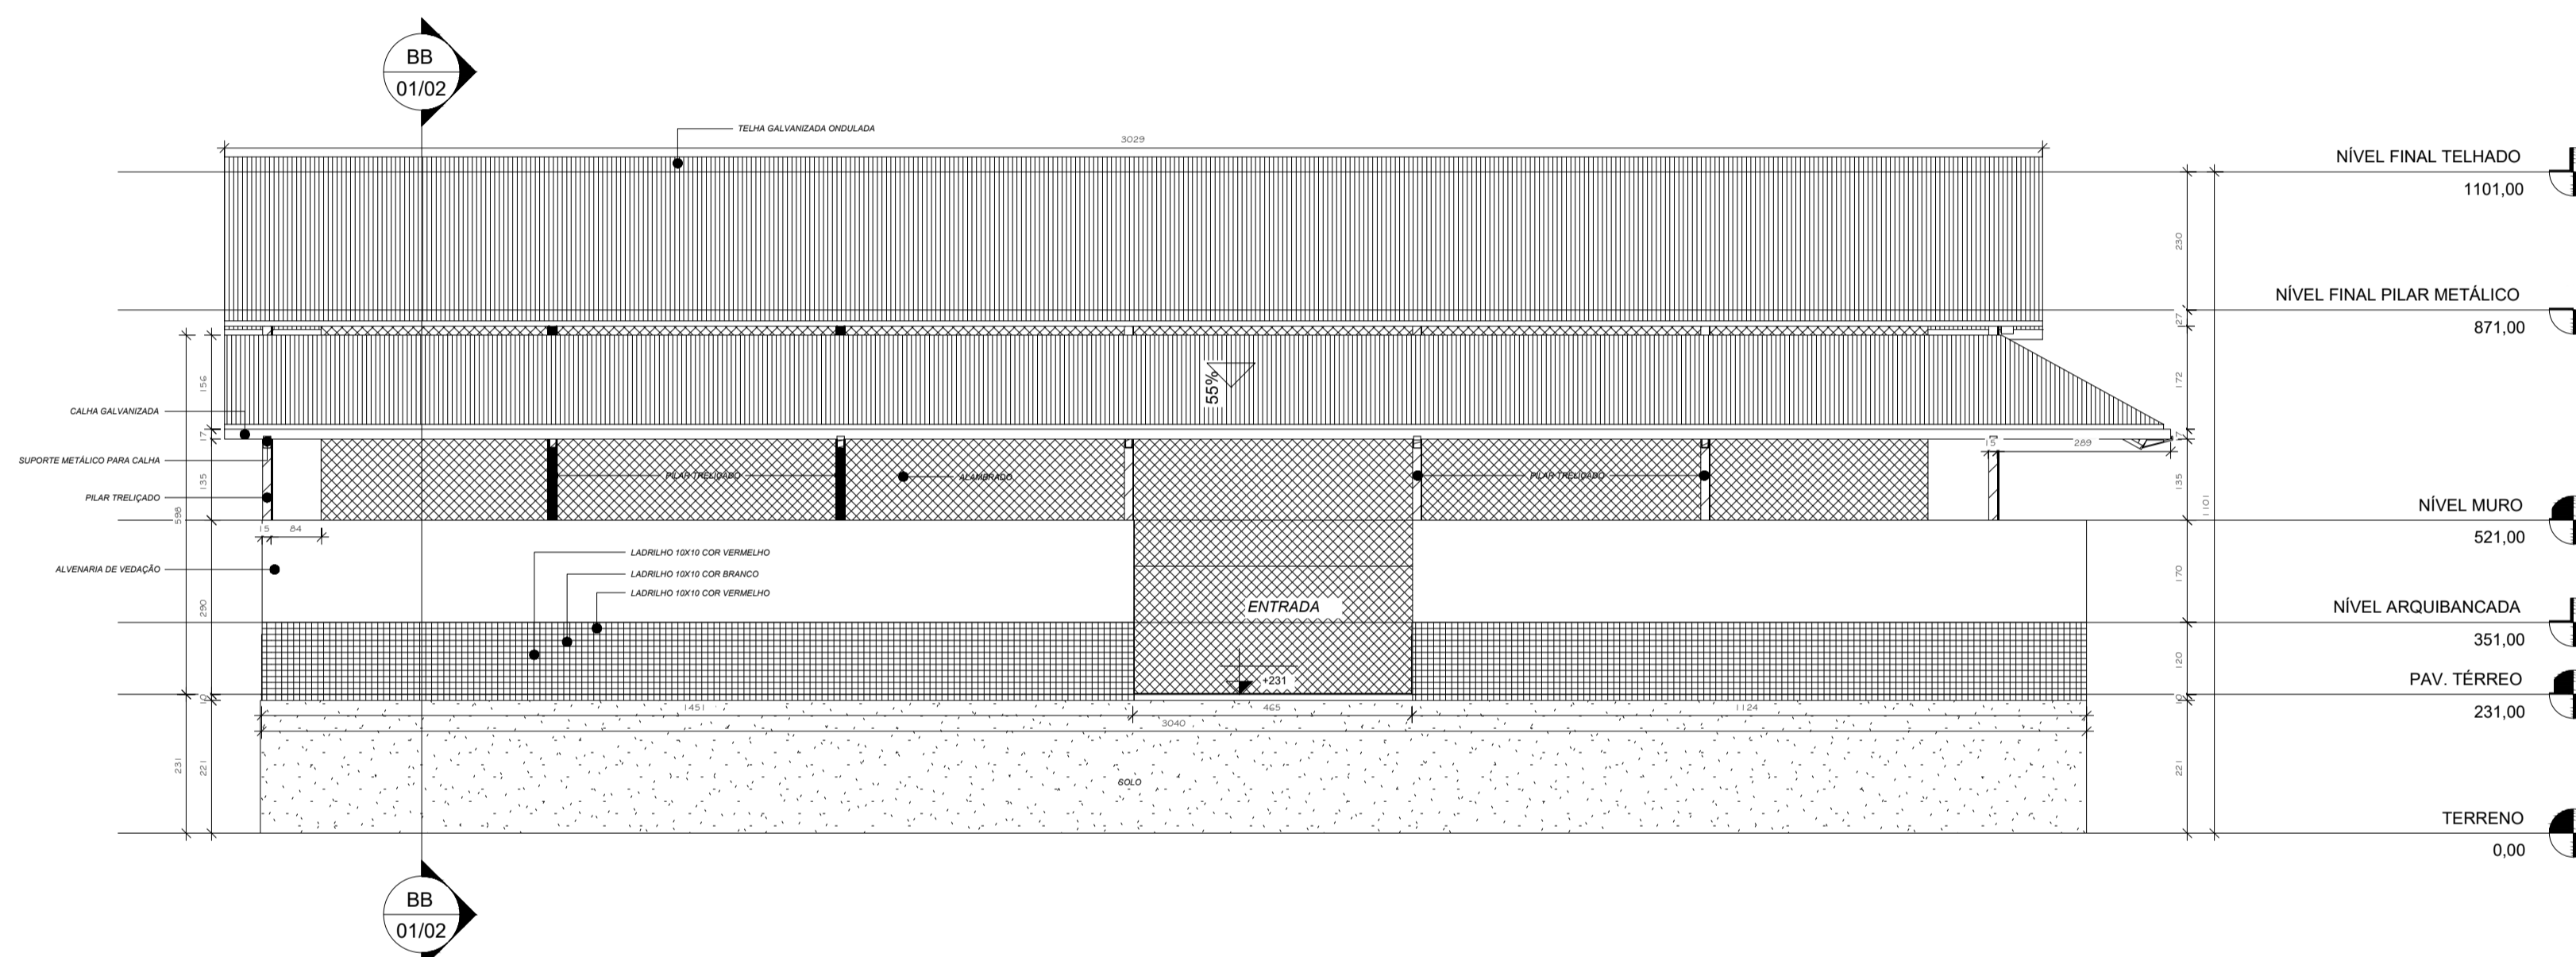 BB
01/02
TELHA GALVANIZADA ONDULADA
3029
NÍVEL FINAL TELHADO
1101,00
230
NÍVEL FINAL PILAR METÁLICO
871,00
27
156
55%
172
CALHA GALVANIZADA
17
SUPORTE METÁLICO PARA CALHA
15
289
17
PILAR TRELIÇADO
ALAMBRADO
PILAR TRELIÇADO
135
135
PILAR TRELIÇADO
598
1101
NÍVEL MURO
521,00
15
84
LADRILHO 10X10 COR VERMELHO
ALVENARIA DE VEDAÇÃO
LADRILHO 10X10 COR BRANCO
170
LADRILHO 10X10 COR VERMELHO
290
ENTRADA
NÍVEL ARQUIBANCADA
351,00
120
+231
PAV. TÉRREO
231,00
10
10
1451
465
1124
3040
231
221
SOLO
221
TERRENO
0,00
BB
01/02